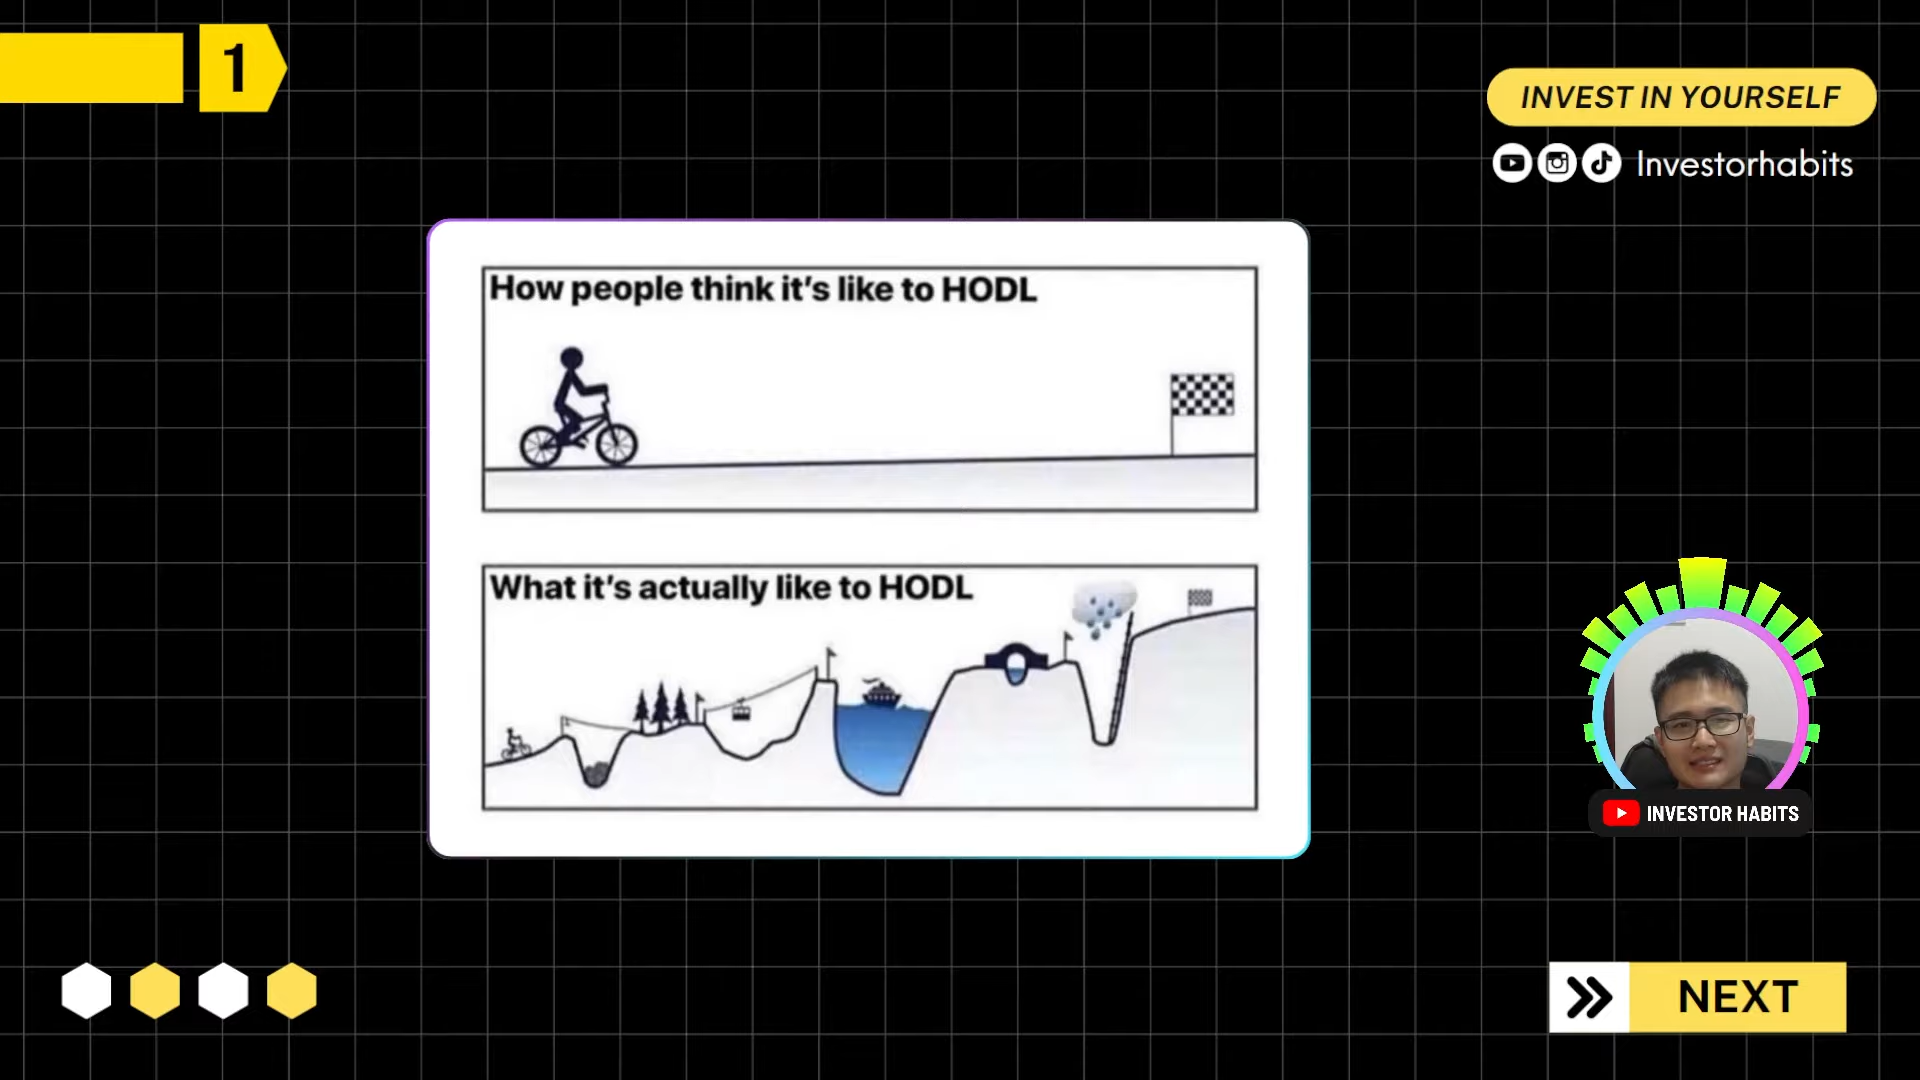 1
INVEST IN YOURSELF
Investorhabits
How people think it's like to HODL
What it's actually like to HODL
INVESTOR HABITS
NEXT